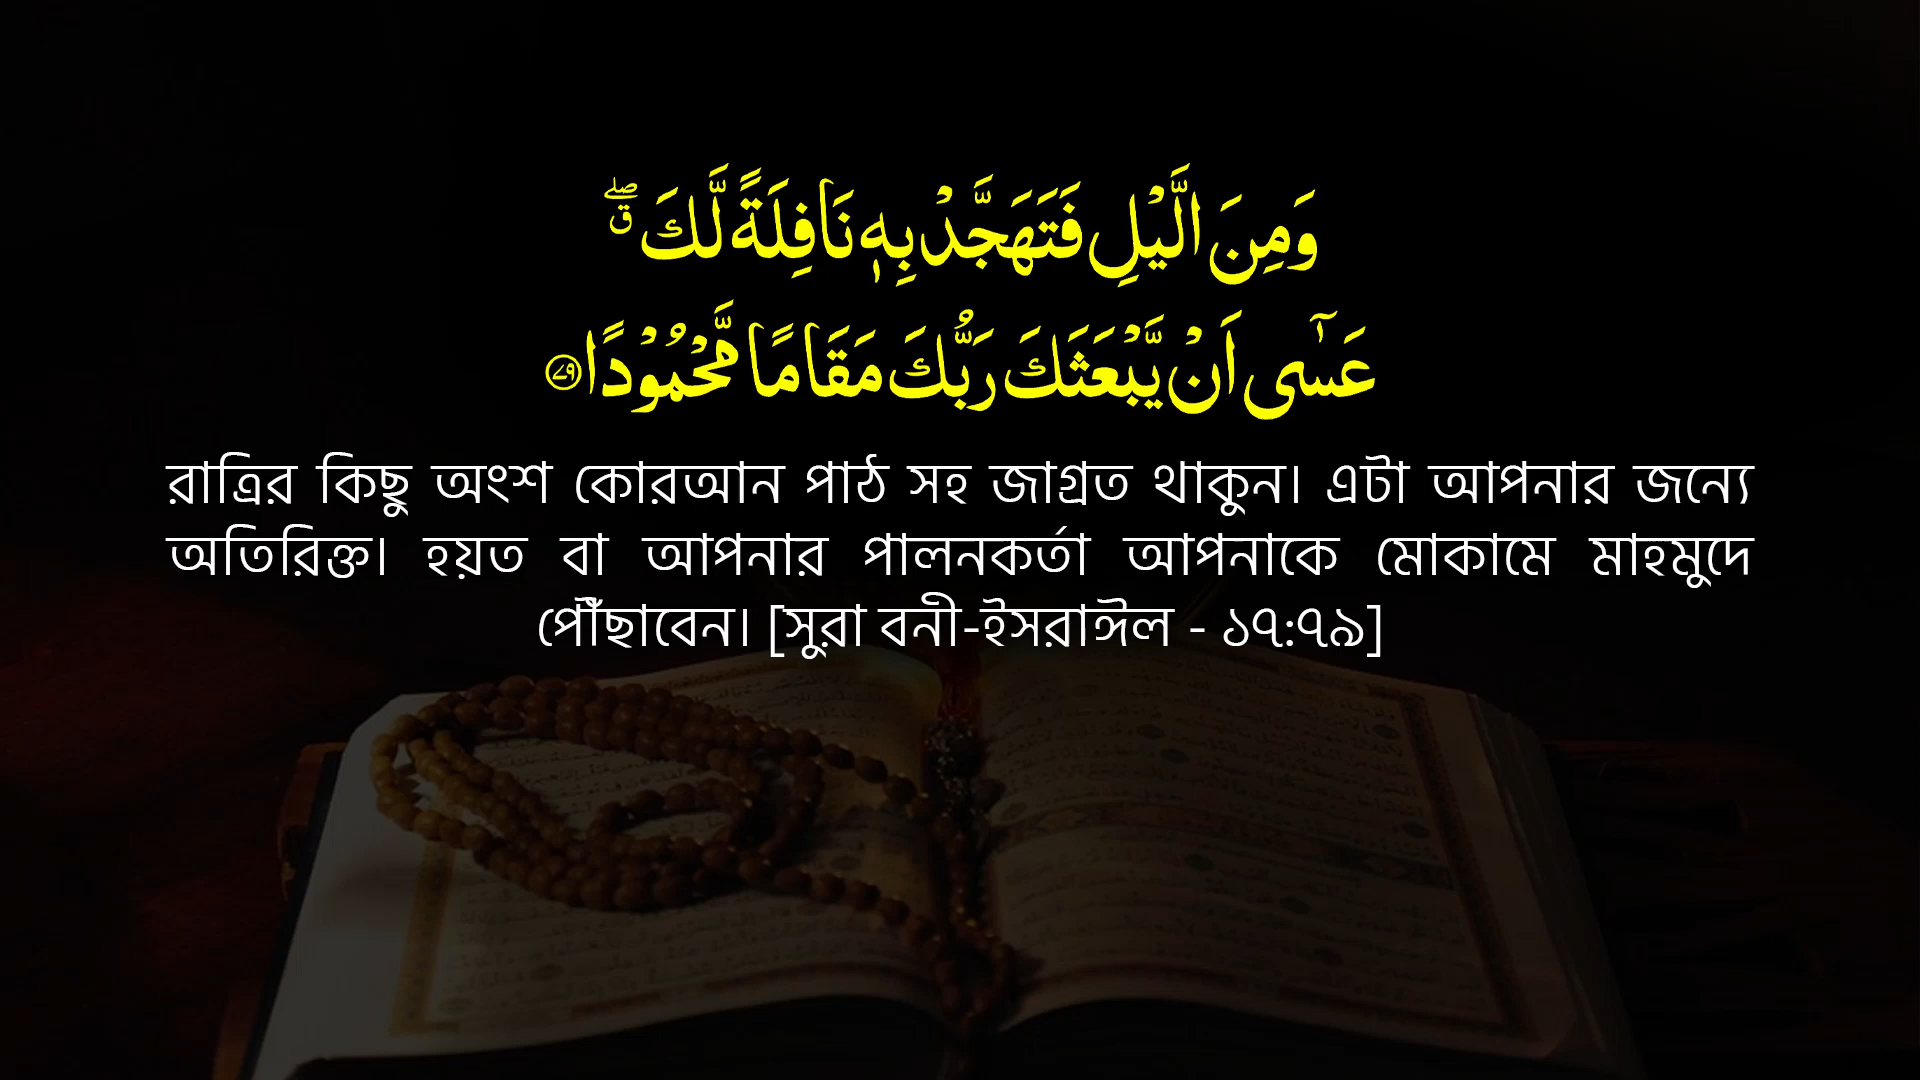 وَمِنَ الَّيْلِ فَتَهَجَّدْ بِهٖ نَافِلَةً لَّكَ ۖق
عَسٰٓى اَنْ يَّبْعَثَكَ رَبُّكَ مَقَامًا مَّحْمُوْدًا ﴿۷۹﴾
রাত্রির কিছু অংশ কোরআন পাঠ সহ জাগ্রত থাকুন। এটা আপনার জন্যে
অতিরিক্ত। হয়ত বা আপনার পালনকর্তা আপনাকে মোকামে মাহমুদে
পৌঁছাবেন। [সুরা বনী-ইসরাঈল - ১৭:৭৯]